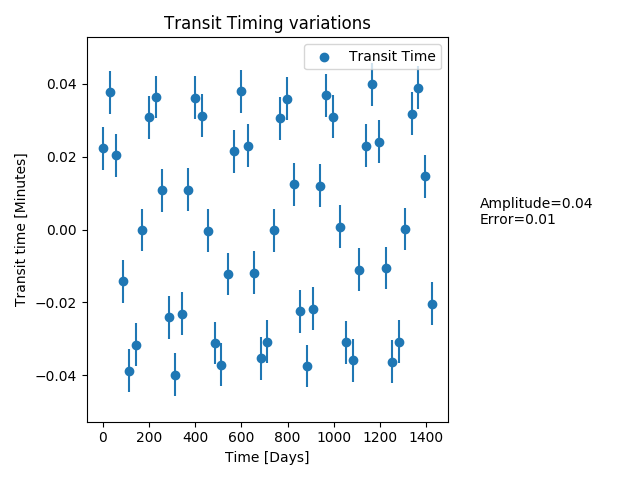 Transit Timing variations
Transit Time
Transit time [Minutes]
0.04
0.02
0.00
−0.02
−0.04
0 200 400 600 800 1000 1200 1400
Time [Days]
Amplitude=0.04
Error=0.01